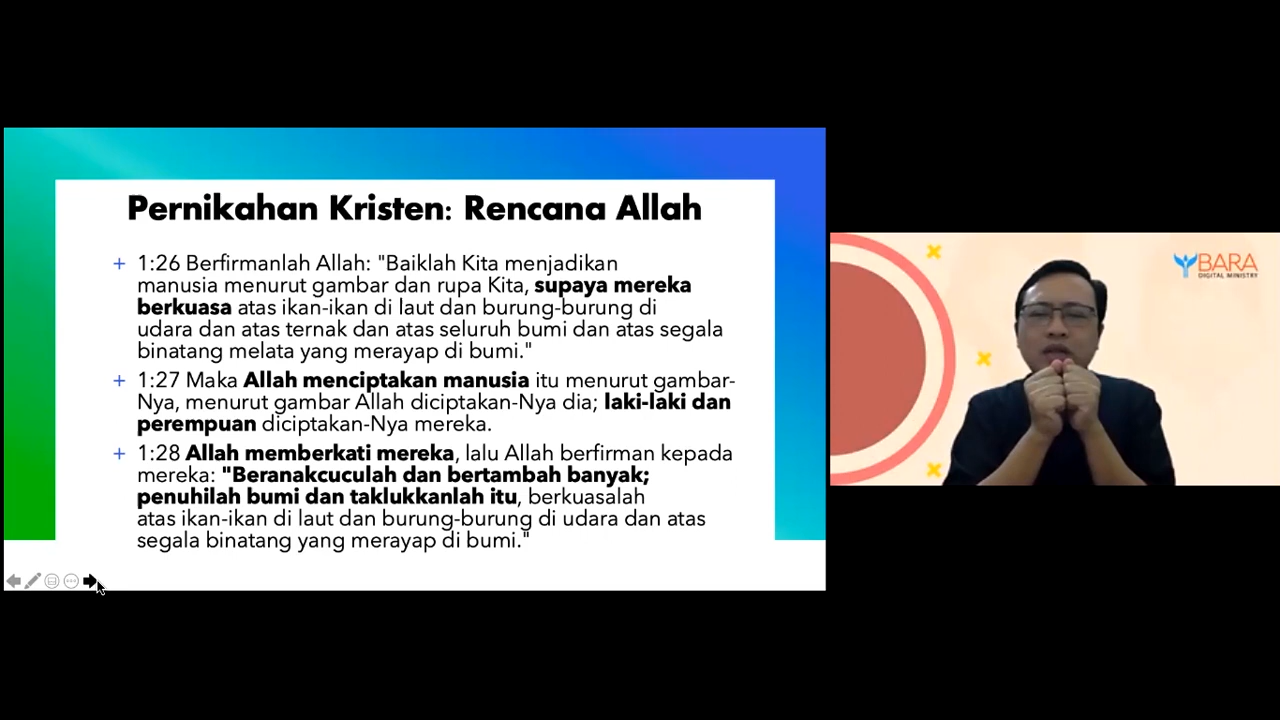 Pernikahan Kristen: Rencana Allah
+ 1:26 Berfirmanlah Allah: "Baiklah Kita menjadikan
manusia menurut gambar dan rupa Kita, supaya mereka
berkuasa atas ikan-ikan di laut dan burung-burung di
udara dan atas ternak dan atas seluruh bumi dan atas segala
binatang melata yang merayap di bumi."
+ 1:27 Maka Allah menciptakan manusia itu menurut gambar-
Nya, menurut gambar Allah diciptakan-Nya dia; laki-laki dan
perempuan diciptakan-Nya mereka.
+ 1:28 Allah memberkati mereka, lalu Allah berfirman kepada
mereka: "Beranakcuculah dan bertambah banyak;
penuhilah bumi dan taklukkanlah itu, berkuasalah
atas ikan-ikan di laut dan burung-burung di udara dan atas
segala binatang yang merayap di bumi."
BARA
DIGITAL MINISTRY